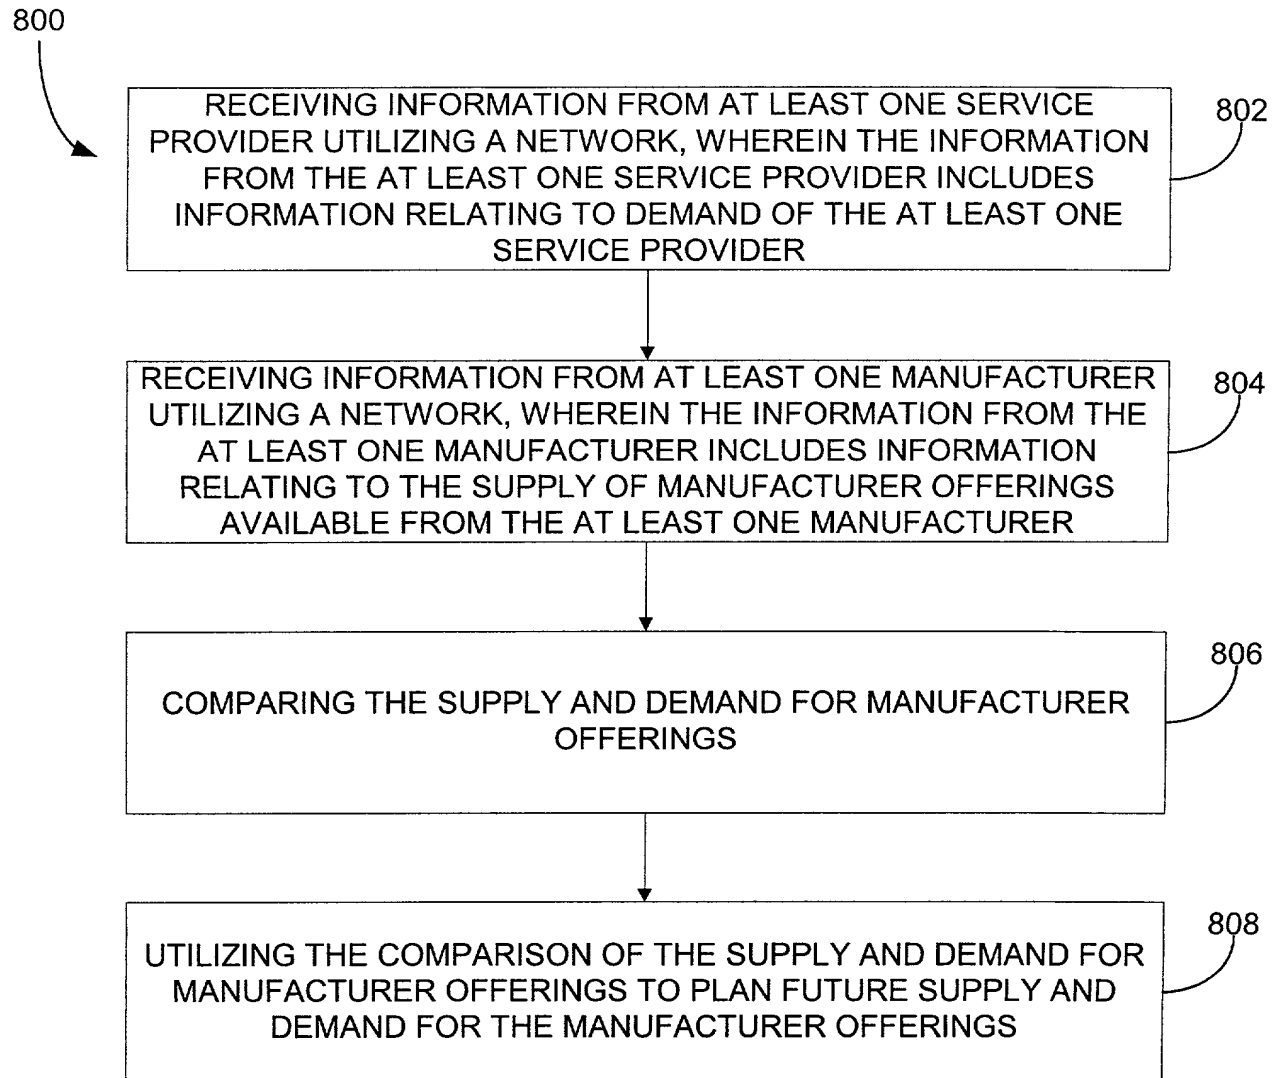 800
RECEIVING INFORMATION FROM AT LEAST ONE SERVICE
PROVIDER UTILIZING A NETWORK, WHEREIN THE INFORMATION
FROM THE AT LEAST ONE SERVICE PROVIDER INCLUDES
INFORMATION RELATING TO DEMAND OF THE AT LEAST ONE
SERVICE PROVIDER
802
RECEIVING INFORMATION FROM AT LEAST ONE MANUFACTURER
UTILIZING A NETWORK, WHEREIN THE INFORMATION FROM THE
AT LEAST ONE MANUFACTURER INCLUDES INFORMATION
RELATING TO THE SUPPLY OF MANUFACTURER OFFERINGS
AVAILABLE FROM THE AT LEAST ONE MANUFACTURER
804
COMPARING THE SUPPLY AND DEMAND FOR MANUFACTURER
OFFERINGS
806
UTILIZING THE COMPARISON OF THE SUPPLY AND DEMAND FOR
MANUFACTURER OFFERINGS TO PLAN FUTURE SUPPLY AND
DEMAND FOR THE MANUFACTURER OFFERINGS
808